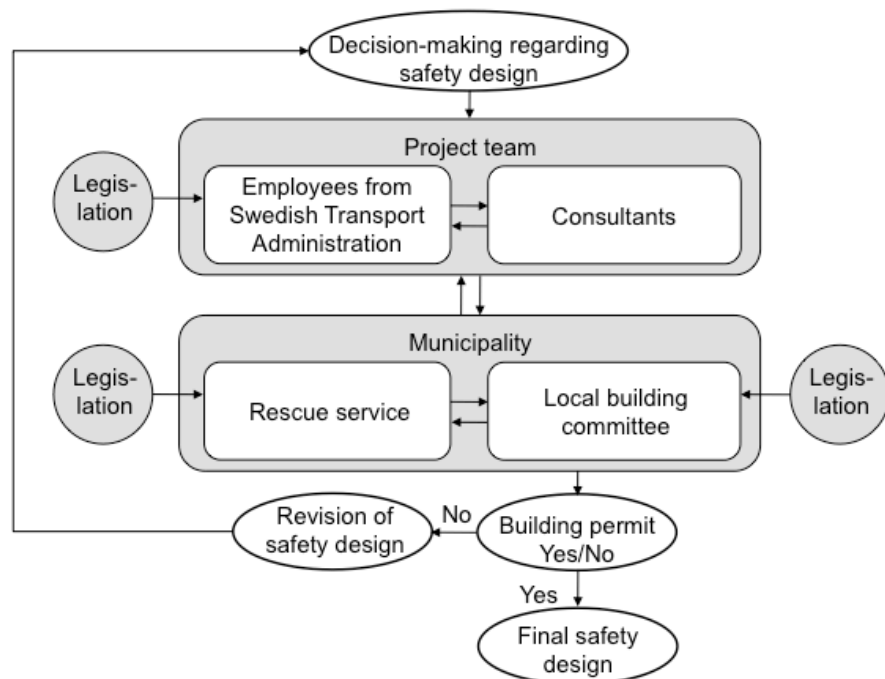 Decision-making regarding
safety design
Project team
Legis-
lation
Employees from
Swedish Transport
Administration
Consultants
Municipality
Legis-
lation
Rescue service
Local building
committee
Legis-
lation
Revision of
safety design
No
Building permit
Yes/No
Yes
Final safety
design